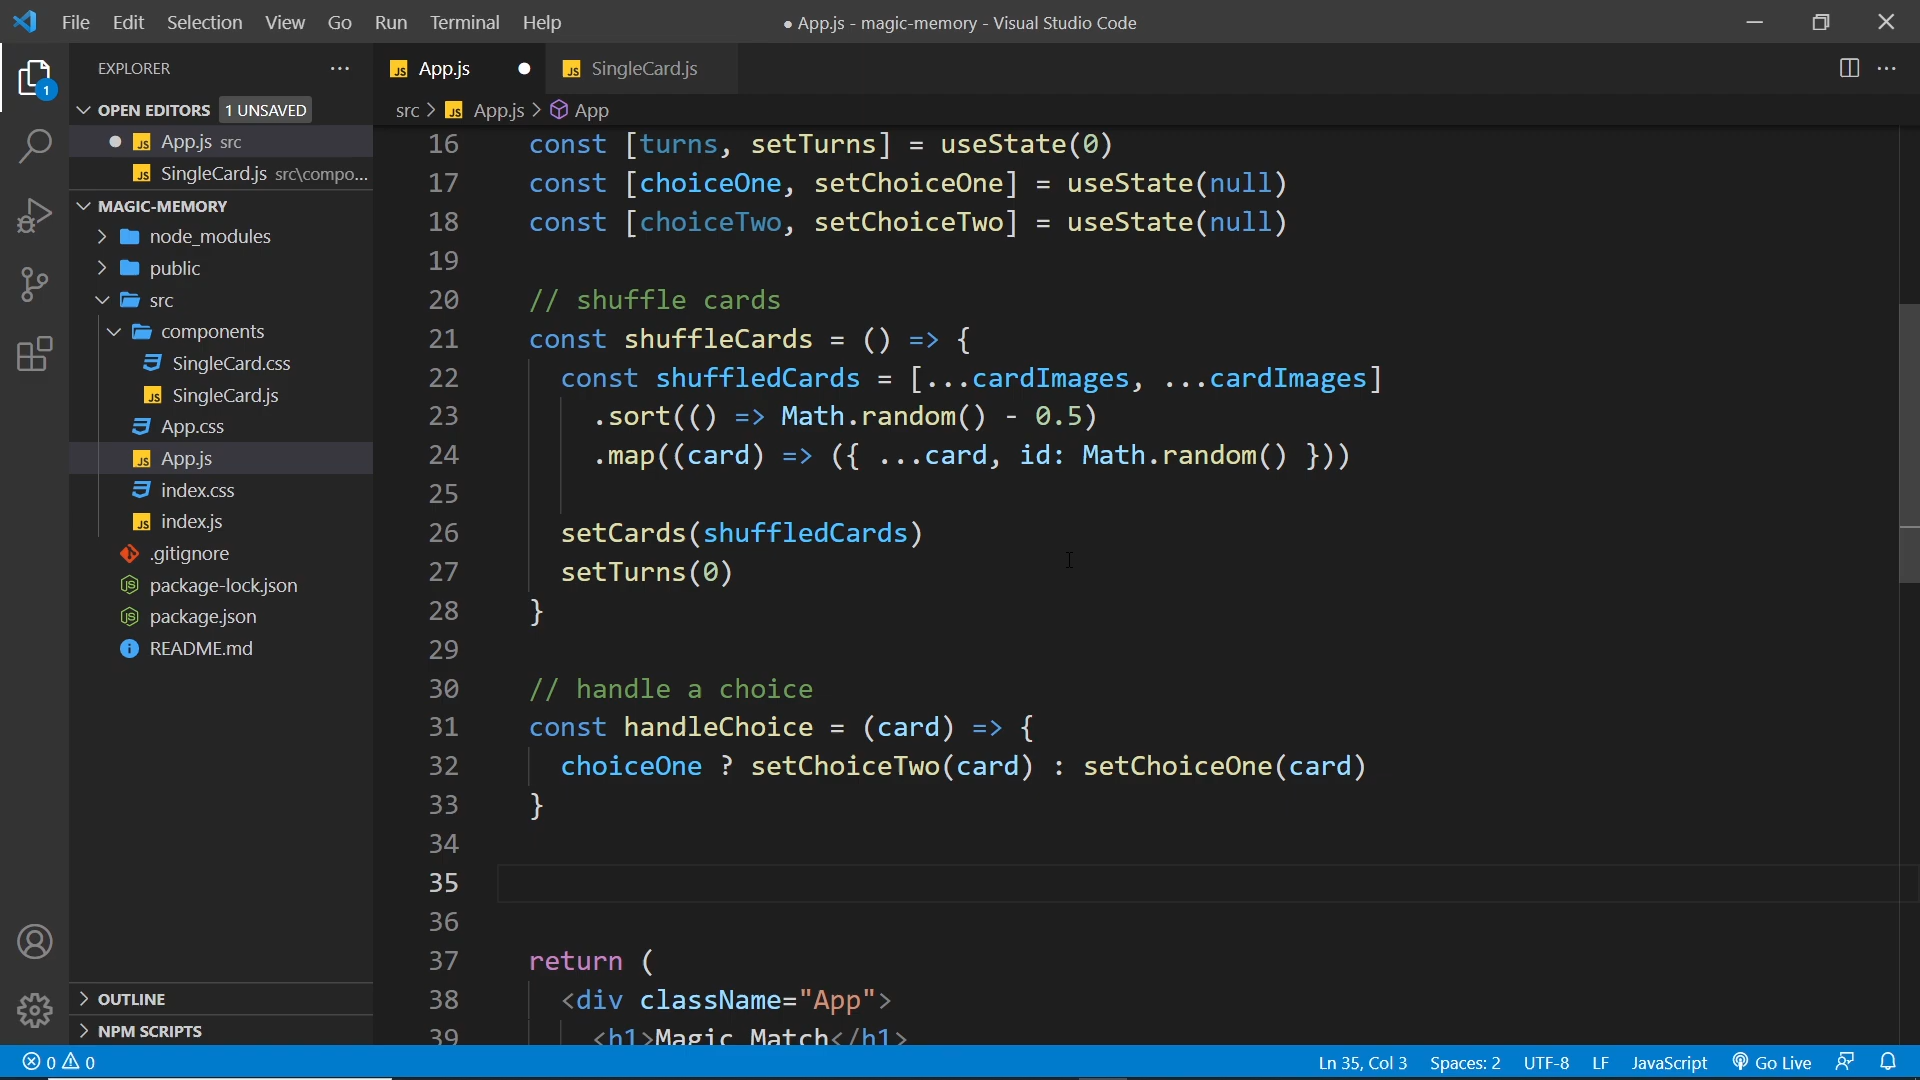 File Edit Selection View Go Run Terminal Help
● App.js - magic-memory - Visual Studio Code
EXPLORER
OPEN EDITORS 1 UNSAVED
App.js src
SingleCard.js src\compo...
MAGIC-MEMORY
node_modules
public
src
components
SingleCard.css
SingleCard.js
App.css
App.js
index.css
index.js
.gitignore
package-lock.json
package.json
README.md
OUTLINE
NPM SCRIPTS
1
App.js
SingleCard.js
src > App.js > App
16 const [turns, setTurns] = useState(0)
17 const [choiceOne, setChoiceOne] = useState(null)
18 const [choiceTwo, setChoiceTwo] = useState(null)
19
20 // shuffle cards
21 const shuffleCards = () => {
22 const shuffledCards = [...cardImages, ...cardImages]
23 .sort(() => Math.random() - 0.5)
24 .map((card) => ({ ...card, id: Math.random() }))
25
26 setCards(shuffledCards)
27 setTurns(0)
28 }
29
30 // handle a choice
31 const handleChoice = (card) => {
32 choiceOne ? setChoiceTwo(card) : setChoiceOne(card)
33 }
34
35
36
37 return (
38 <div className="App">
39 <h1>Magic Match</h1>
0 0
Ln 35, Col 3 Spaces: 2 UTF-8 LF JavaScript Go Live